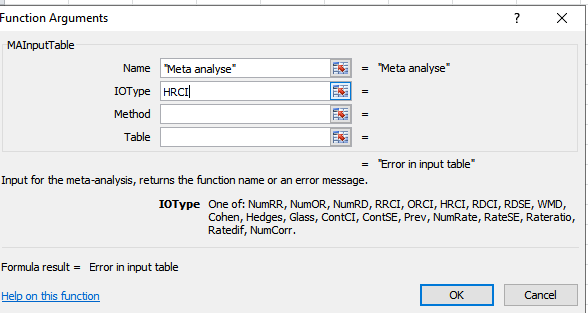 Function Arguments
? ×
MAInputTable
Name "Meta analyse" = "Meta analyse"
IOType HRCI =
Method =
Table =
= "Error in input table"
Input for the meta-analysis, returns the function name or an error message.
IOType One of: NumRR, NumOR, NumRD, RRCI, ORCI, HRCI, RDCI, RDSE, WMD,
Cohen, Hedges, Glass, ContCI, ContSE, Prev, NumRate, RateSE, Rateratio,
Ratedif, NumCorr.
Formula result = Error in input table
Help on this function
OK Cancel